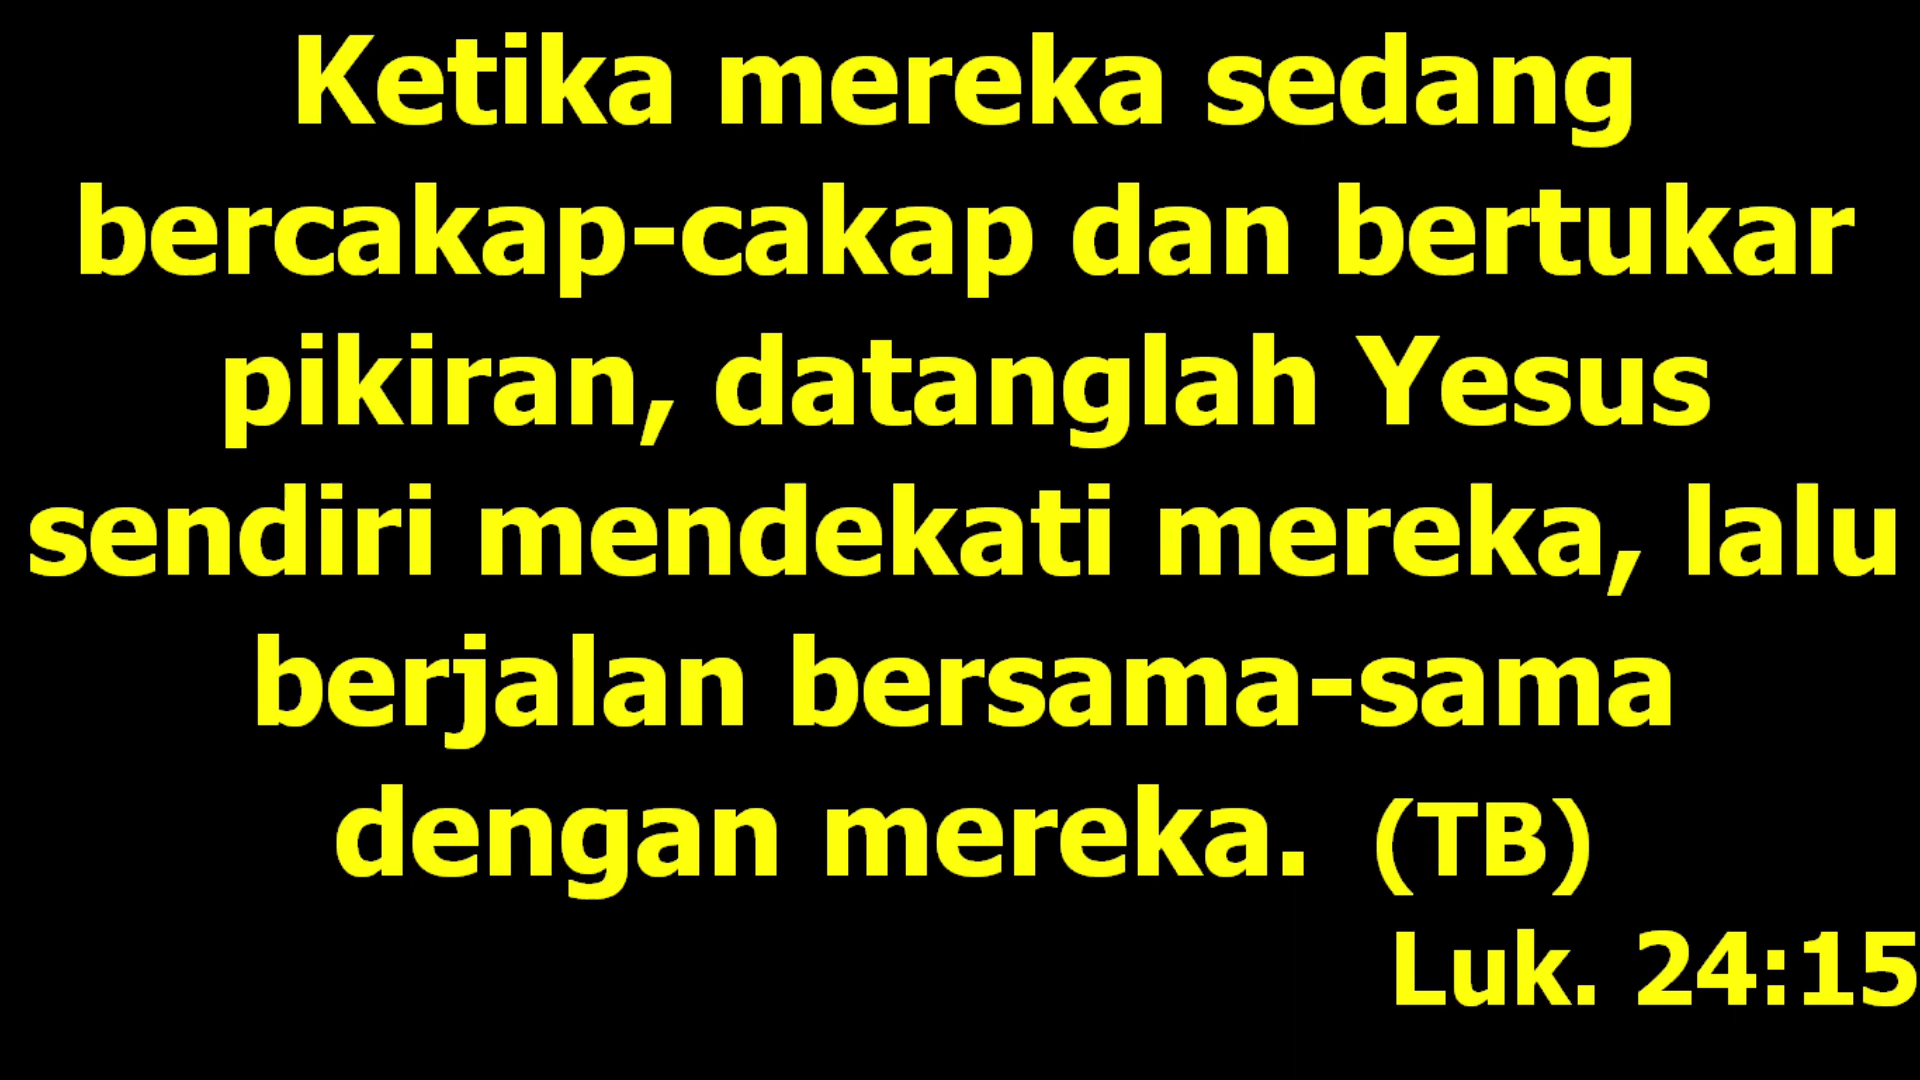 Ketika mereka sedang
bercakap-cakap dan bertukar
pikiran, datanglah Yesus
sendiri mendekati mereka, lalu
berjalan bersama-sama
dengan mereka. (TB)
Luk. 24:15